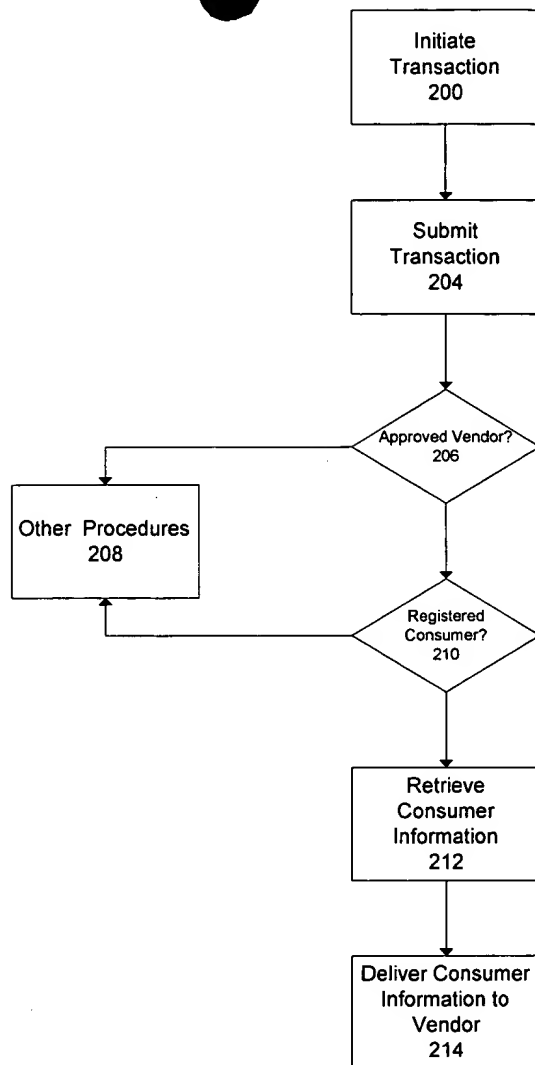 Initiate
Transaction
200
Submit
Transaction
204
Approved Vendor?
206
Other Procedures
208
Registered
Consumer?
210
Retrieve
Consumer
Information
212
Deliver Consumer
Information to
Vendor
214